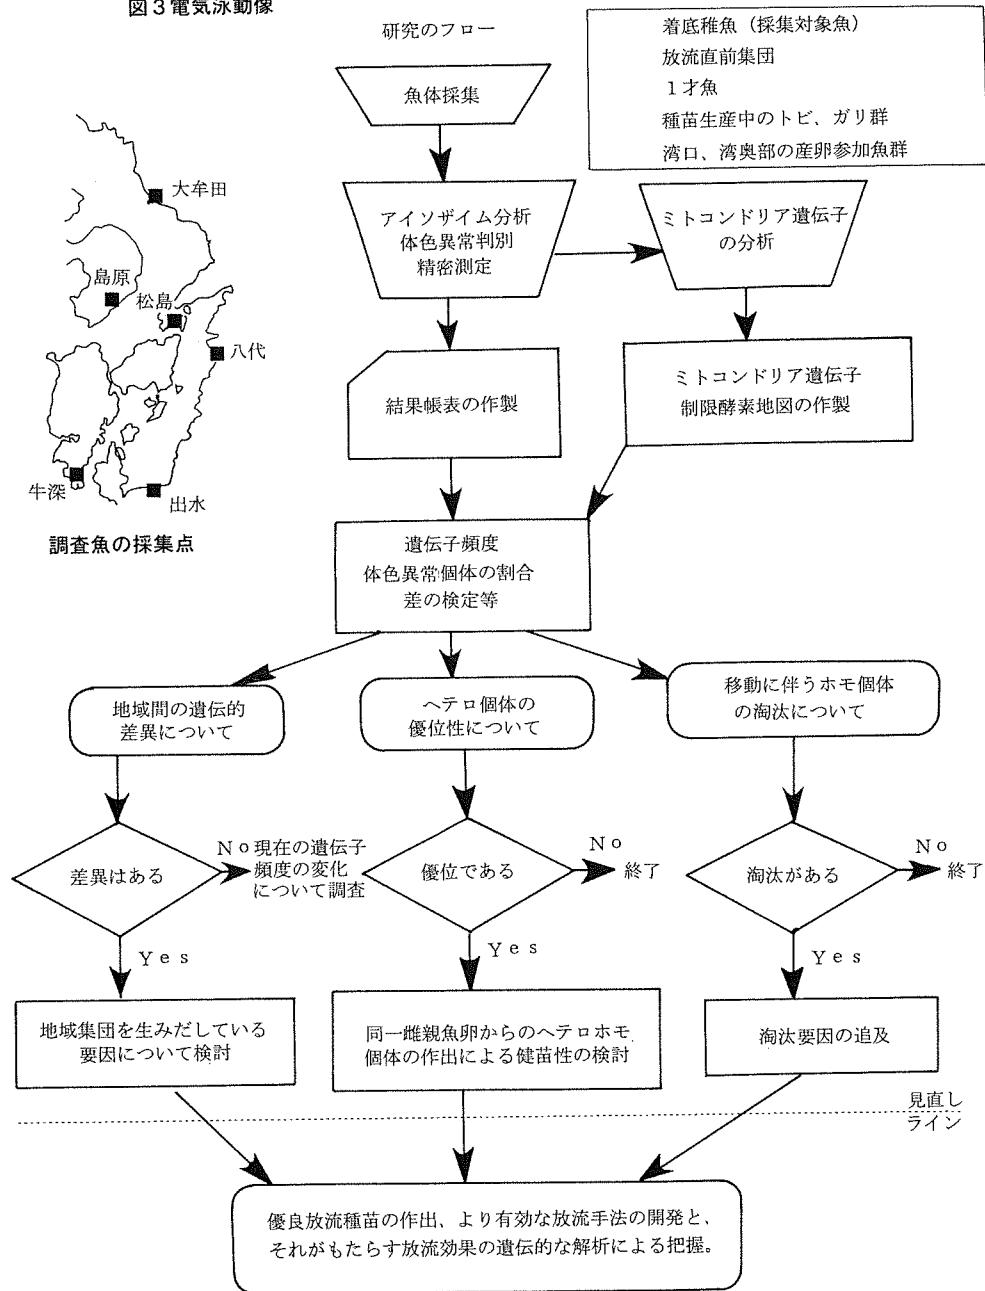 図3電気泳動像
研究のフロー
着底稚魚（採集対象魚）
放流直前集団
1才魚
種苗生産中のトビ、ガリ群
湾口、湾奥部の産卵参加魚群
魚体採集
大牟田
島原
松島
八代
牛深
出水
調査魚の採集点
アイソザイム分析
体色異常判別
精密測定
ミトコンドリア遺伝子
の分析
結果帳表の作製
ミトコンドリア遺伝子
制限酵素地図の作製
遺伝子頻度
体色異常個体の割合
差の検定等
地域間の遺伝的
差異について
ヘテロ個体の
優位性について
移動に伴うホモ個体
の淘汰について
差異はある
No
現在の遺伝子
頻度の変化
について調査
優位である
No
終了
淘汰がある
No
終了
Yes
Yes
Yes
地域集団を生みだしている
要因について検討
同一雌親魚卵からのヘテロホモ
個体の作出による健苗性の検討
淘汰要因の追及
見直し
ライン
優良放流種苗の作出、より有効な放流手法の開発と、
それがもたらす放流効果の遺伝的な解析による把握。